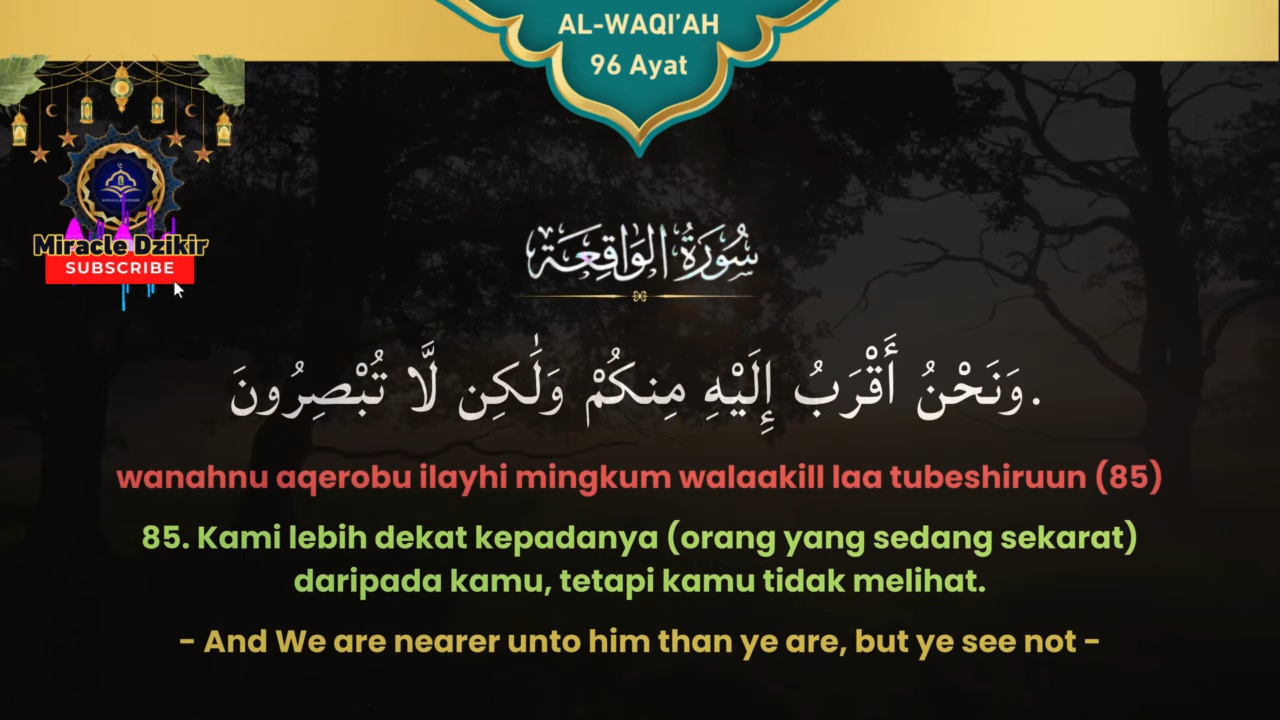 AL-WAQI'AH
96 Ayat
Miracle Dzikir
SUBSCRIBE
سُورَةُ الوَاقِعَة
وَنَحْنُ أَقْرَبُ إِلَيْهِ مِنكُمْ وَلَٰكِن لَّا تُبْصِرُونَ.
wanahnu aqerobu ilayhi mingkum walaakill laa tubeshiruun (85)
85. Kami lebih dekat kepadanya (orang yang sedang sekarat)
daripada kamu, tetapi kamu tidak melihat.
- And We are nearer unto him than ye are, but ye see not -